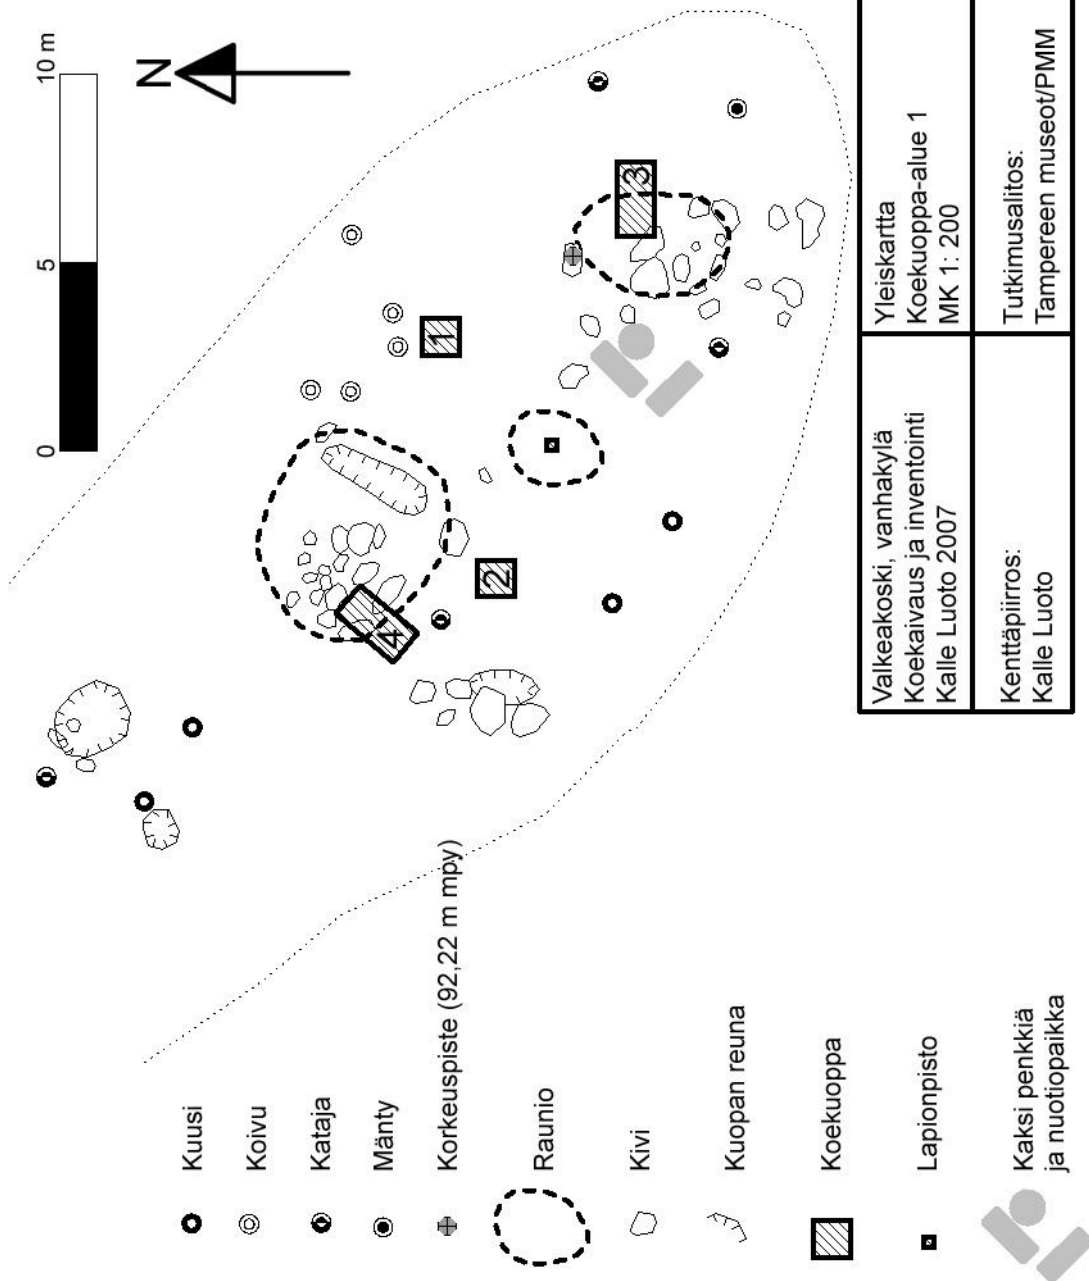 0
5
10 m
N
1
2
3
4
Kuusi
Koivu
Kataja
Mänty
Korkeuspiste (92,22 m mpy)
Raunio
Kivi
Kuopan reuna
Koekuoppa
Lapionpisto
Kaksi penkkiä
ja nuotiopaikka
Valkeakoski, vanhakylä
Koekaivaus ja inventointi
Kalle Luoto 2007
Yleiskartta
Koekuoppa-alue 1
MK 1: 200
Kenttäpiirros:
Kalle Luoto
Tutkimusalitos:
Tampereen museot/PMM